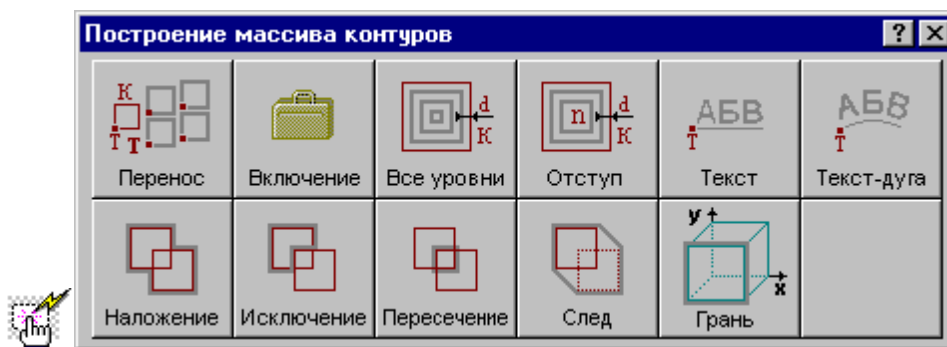 Построение массива контуров
? ×
К
Т Т
d
К
n d
К
АБВ
Т
АБВ
Т
Перенос Включение Все уровни Отступ Текст Текст-дуга
y
x
Наложение Исключение Пересечение След Грань